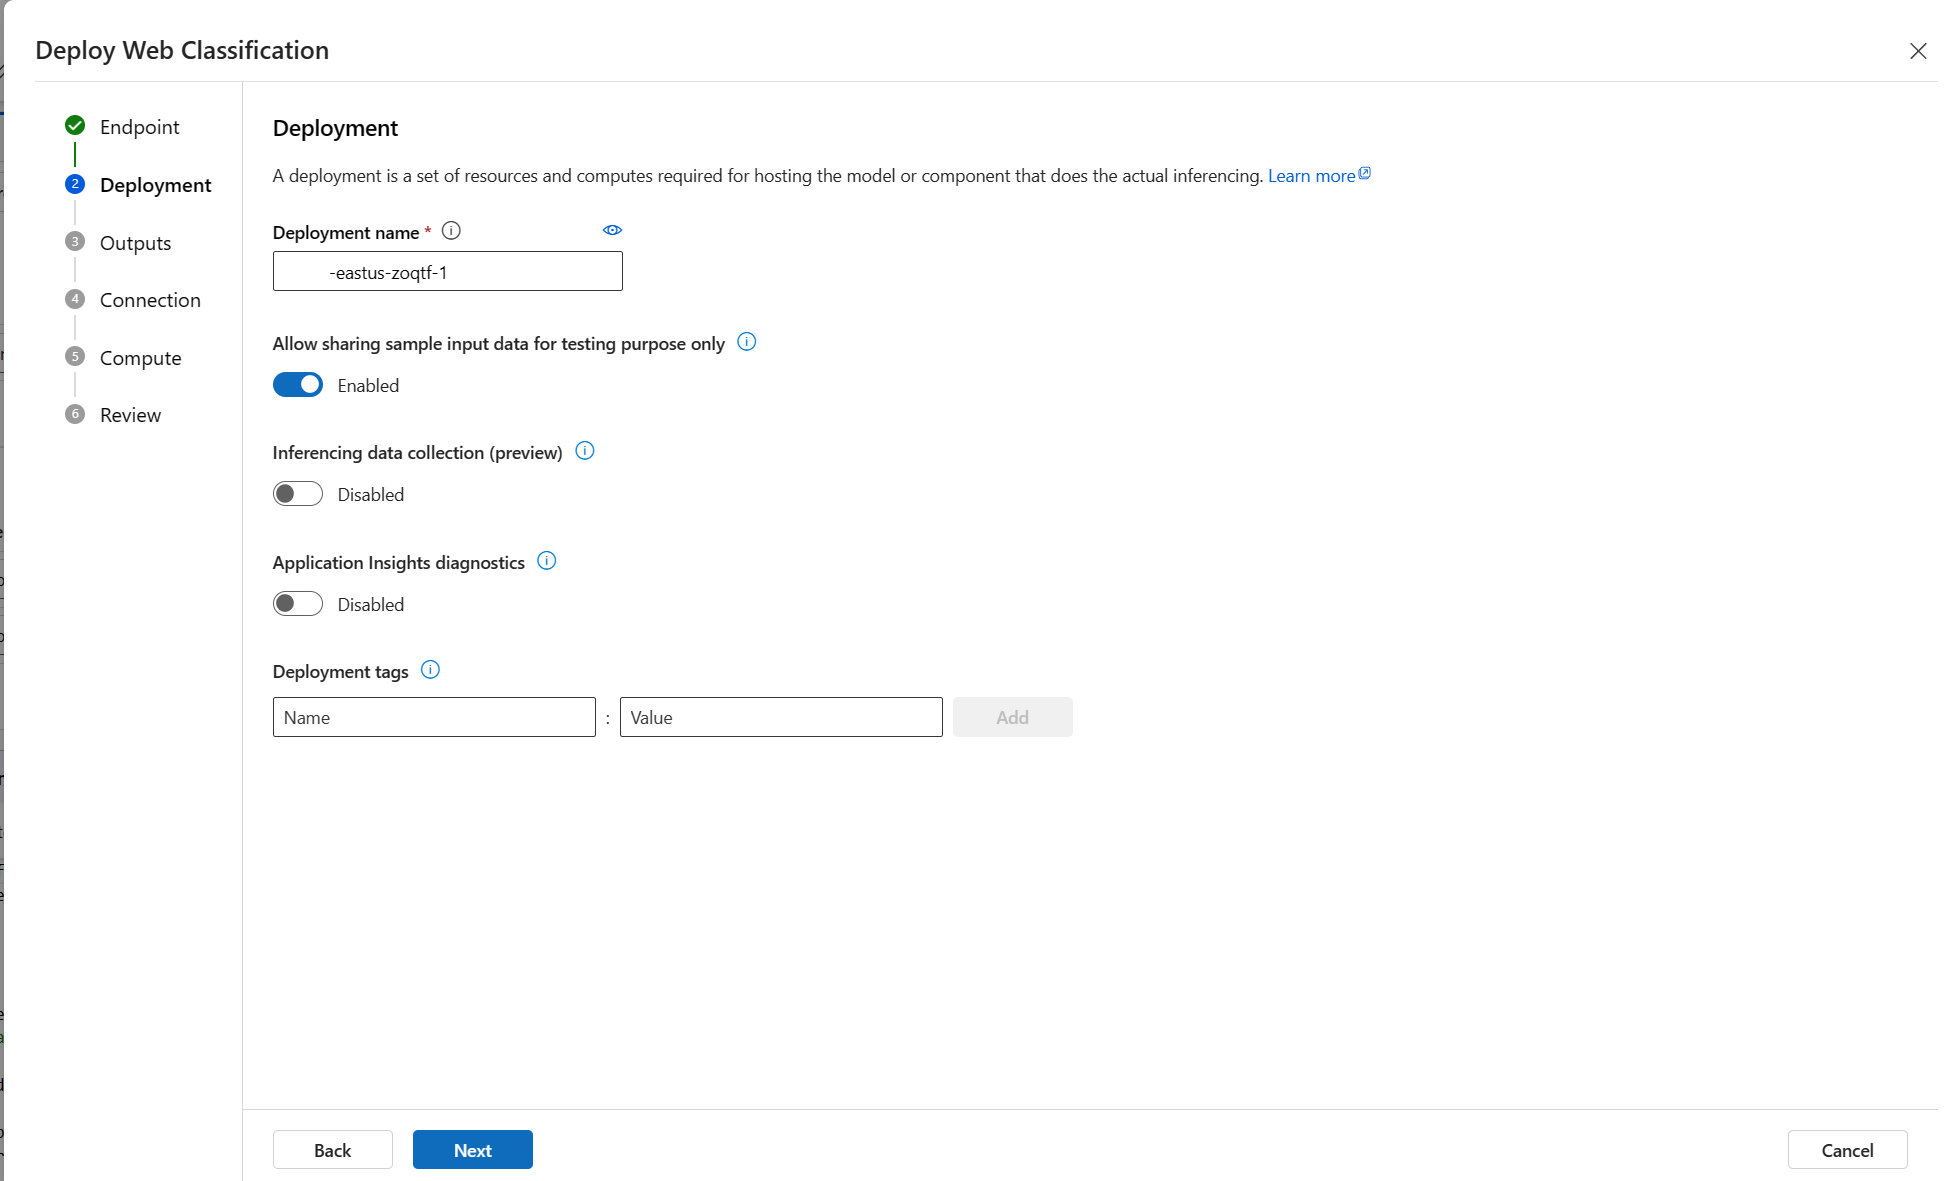 Deploy Web Classification
Endpoint
2 Deployment
3 Outputs
4 Connection
5 Compute
6 Review
Deployment
A deployment is a set of resources and computes required for hosting the model or component that does the actual inferencing. Learn more
Deployment name *
-eastus-zoqtf-1
Allow sharing sample input data for testing purpose only
Enabled
Inferencing data collection (preview)
Disabled
Application Insights diagnostics
Disabled
Deployment tags
Name : Value Add
Back Next Cancel